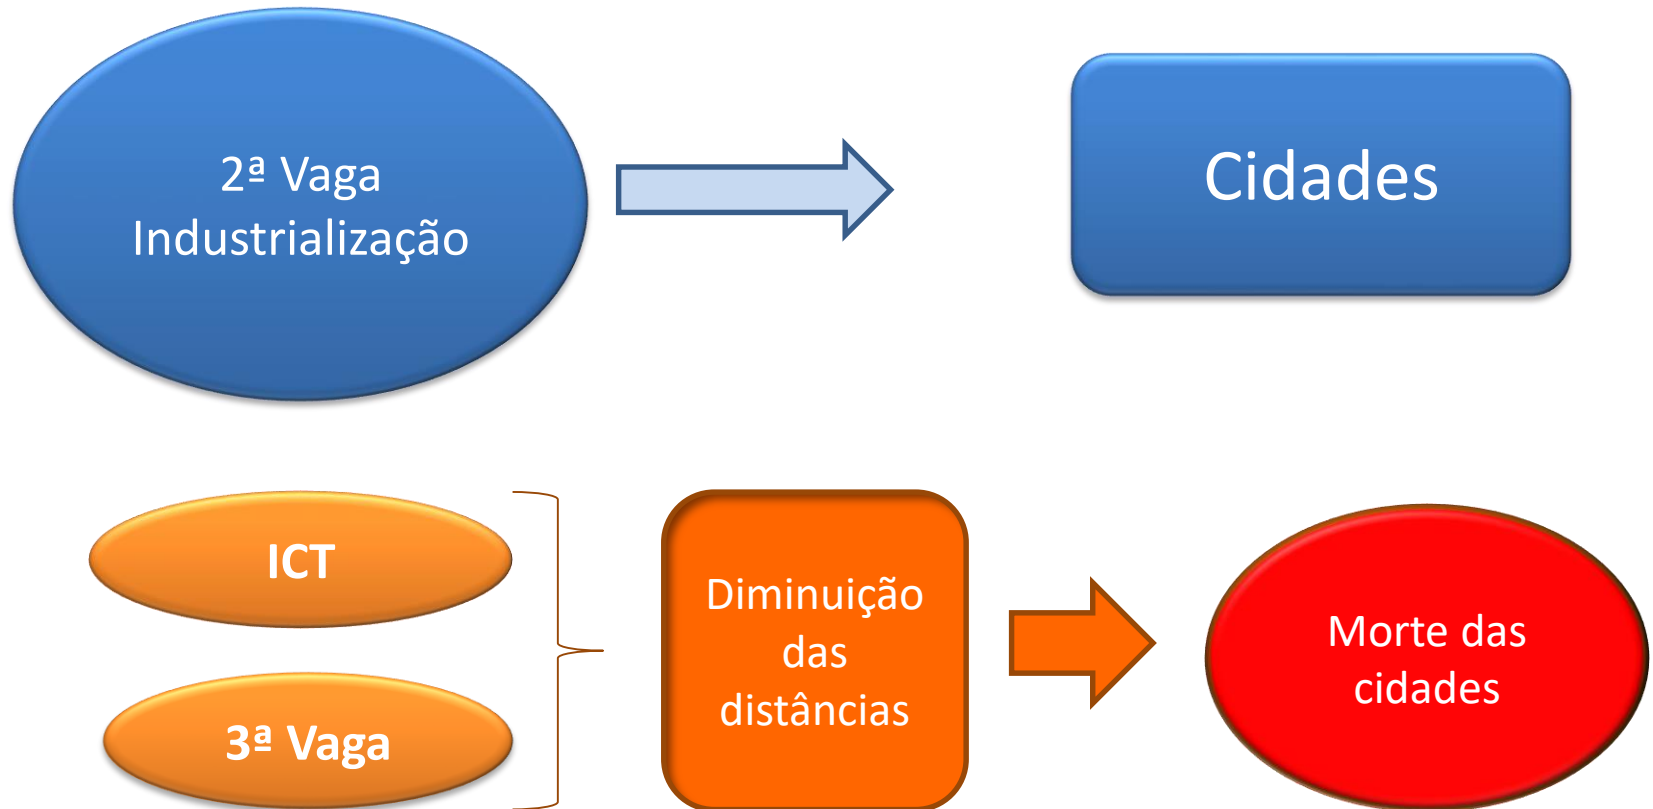 2ª Vaga
Industrialização
Cidades
ICT
3ª Vaga
Diminuição
das
distâncias
Morte das
cidades